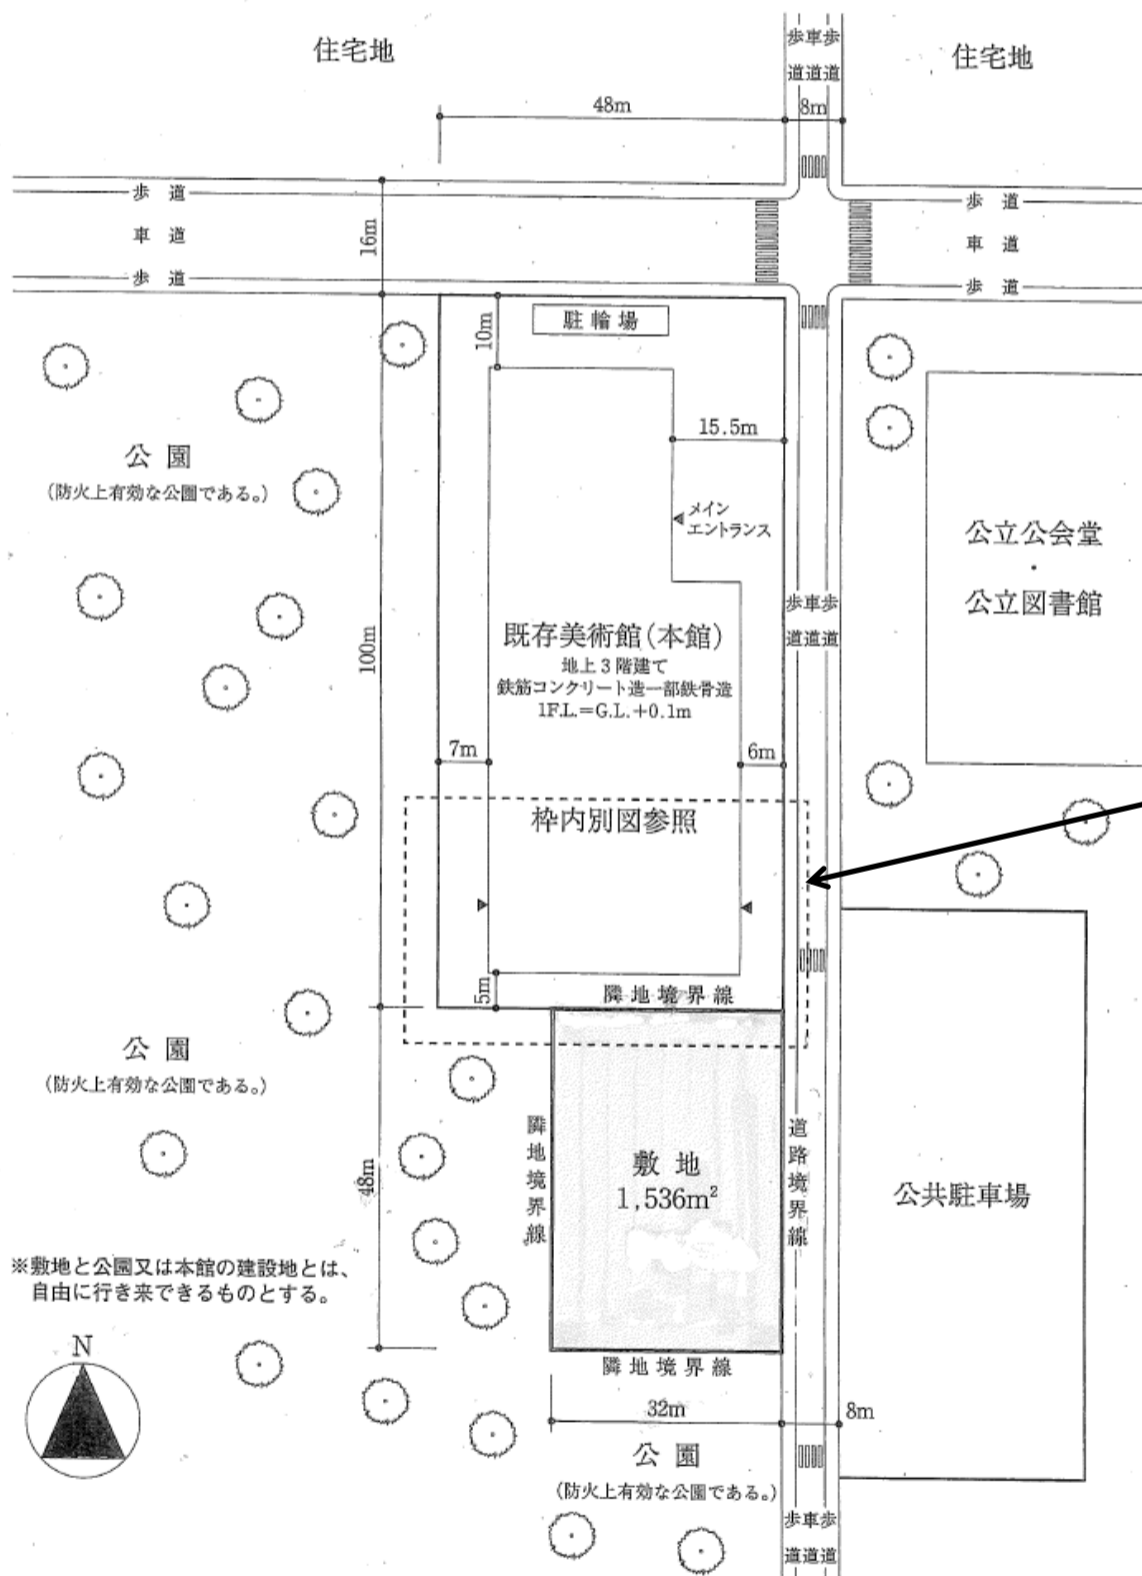 住宅地
歩車歩
道道道
住宅地
48m
8m
歩道
車道
歩道
16m
歩道
車道
歩道
10m
駐輪場
15.5m
公園
(防火上有効な公園である。)
メイン
エントランス
公立公会堂
・
公立図書館
歩車歩
道道道
100m
既存美術館(本館)
地上3階建て
鉄筋コンクリート造一部鉄骨造
1F.L.=G.L.+0.1m
7m
6m
枠内別図参照
5m
隣地境界線
公園
(防火上有効な公園である。)
隣地境界線
敷地
1,536m²
道路境界線
公共駐車場
48m
※敷地と公園又は本館の建設地とは、
自由に行き来できるものとする。
N
隣地境界線
32m
8m
公園
(防火上有効な公園である。)
歩車歩
道道道